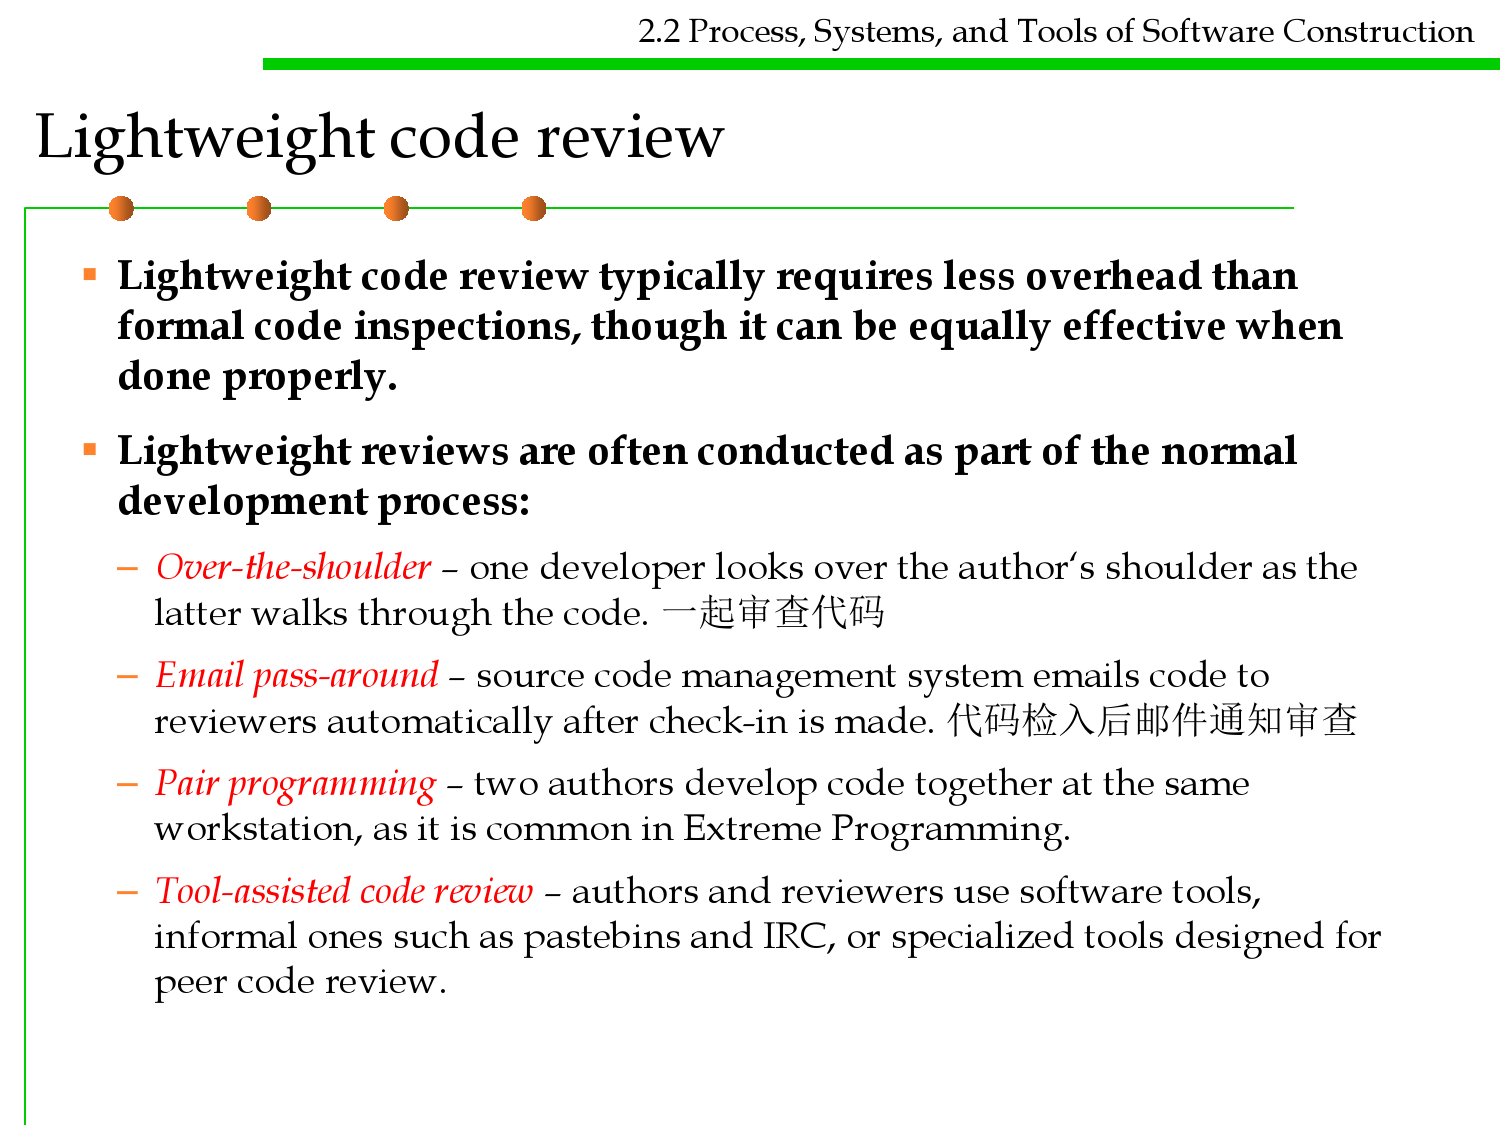 2.2 Process, Systems, and Tools of Software Construction
Lightweight code review
▪ Lightweight code review typically requires less overhead than
formal code inspections, though it can be equally effective when
done properly.
▪ Lightweight reviews are often conducted as part of the normal
development process:
– Over-the-shoulder – one developer looks over the author‘s shoulder as the
latter walks through the code. 一起审查代码
– Email pass-around – source code management system emails code to
reviewers automatically after check-in is made. 代码检入后邮件通知审查
– Pair programming – two authors develop code together at the same
workstation, as it is common in Extreme Programming.
– Tool-assisted code review – authors and reviewers use software tools,
informal ones such as pastebins and IRC, or specialized tools designed for
peer code review.